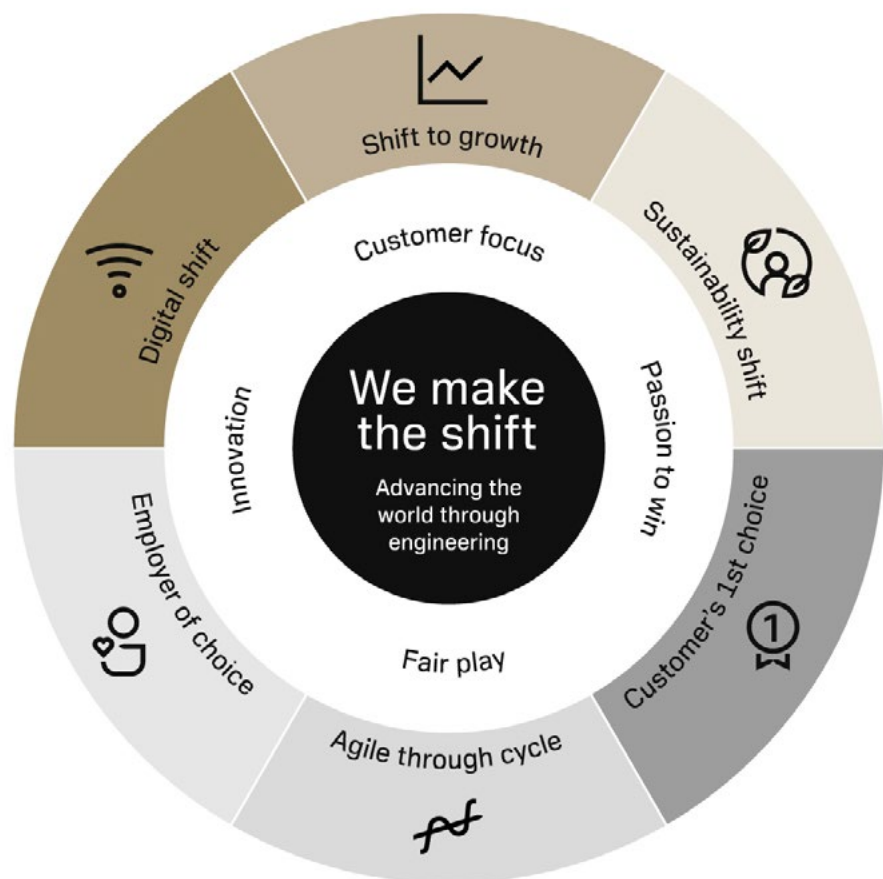 Shift to growth
Sustainability shift
Customer's 1st choice
1
Agile through cycle
Employer of choice
Digital shift
Customer focus
Passion to win
Fair play
Innovation
We make
the shift
Advancing the
world through
engineering